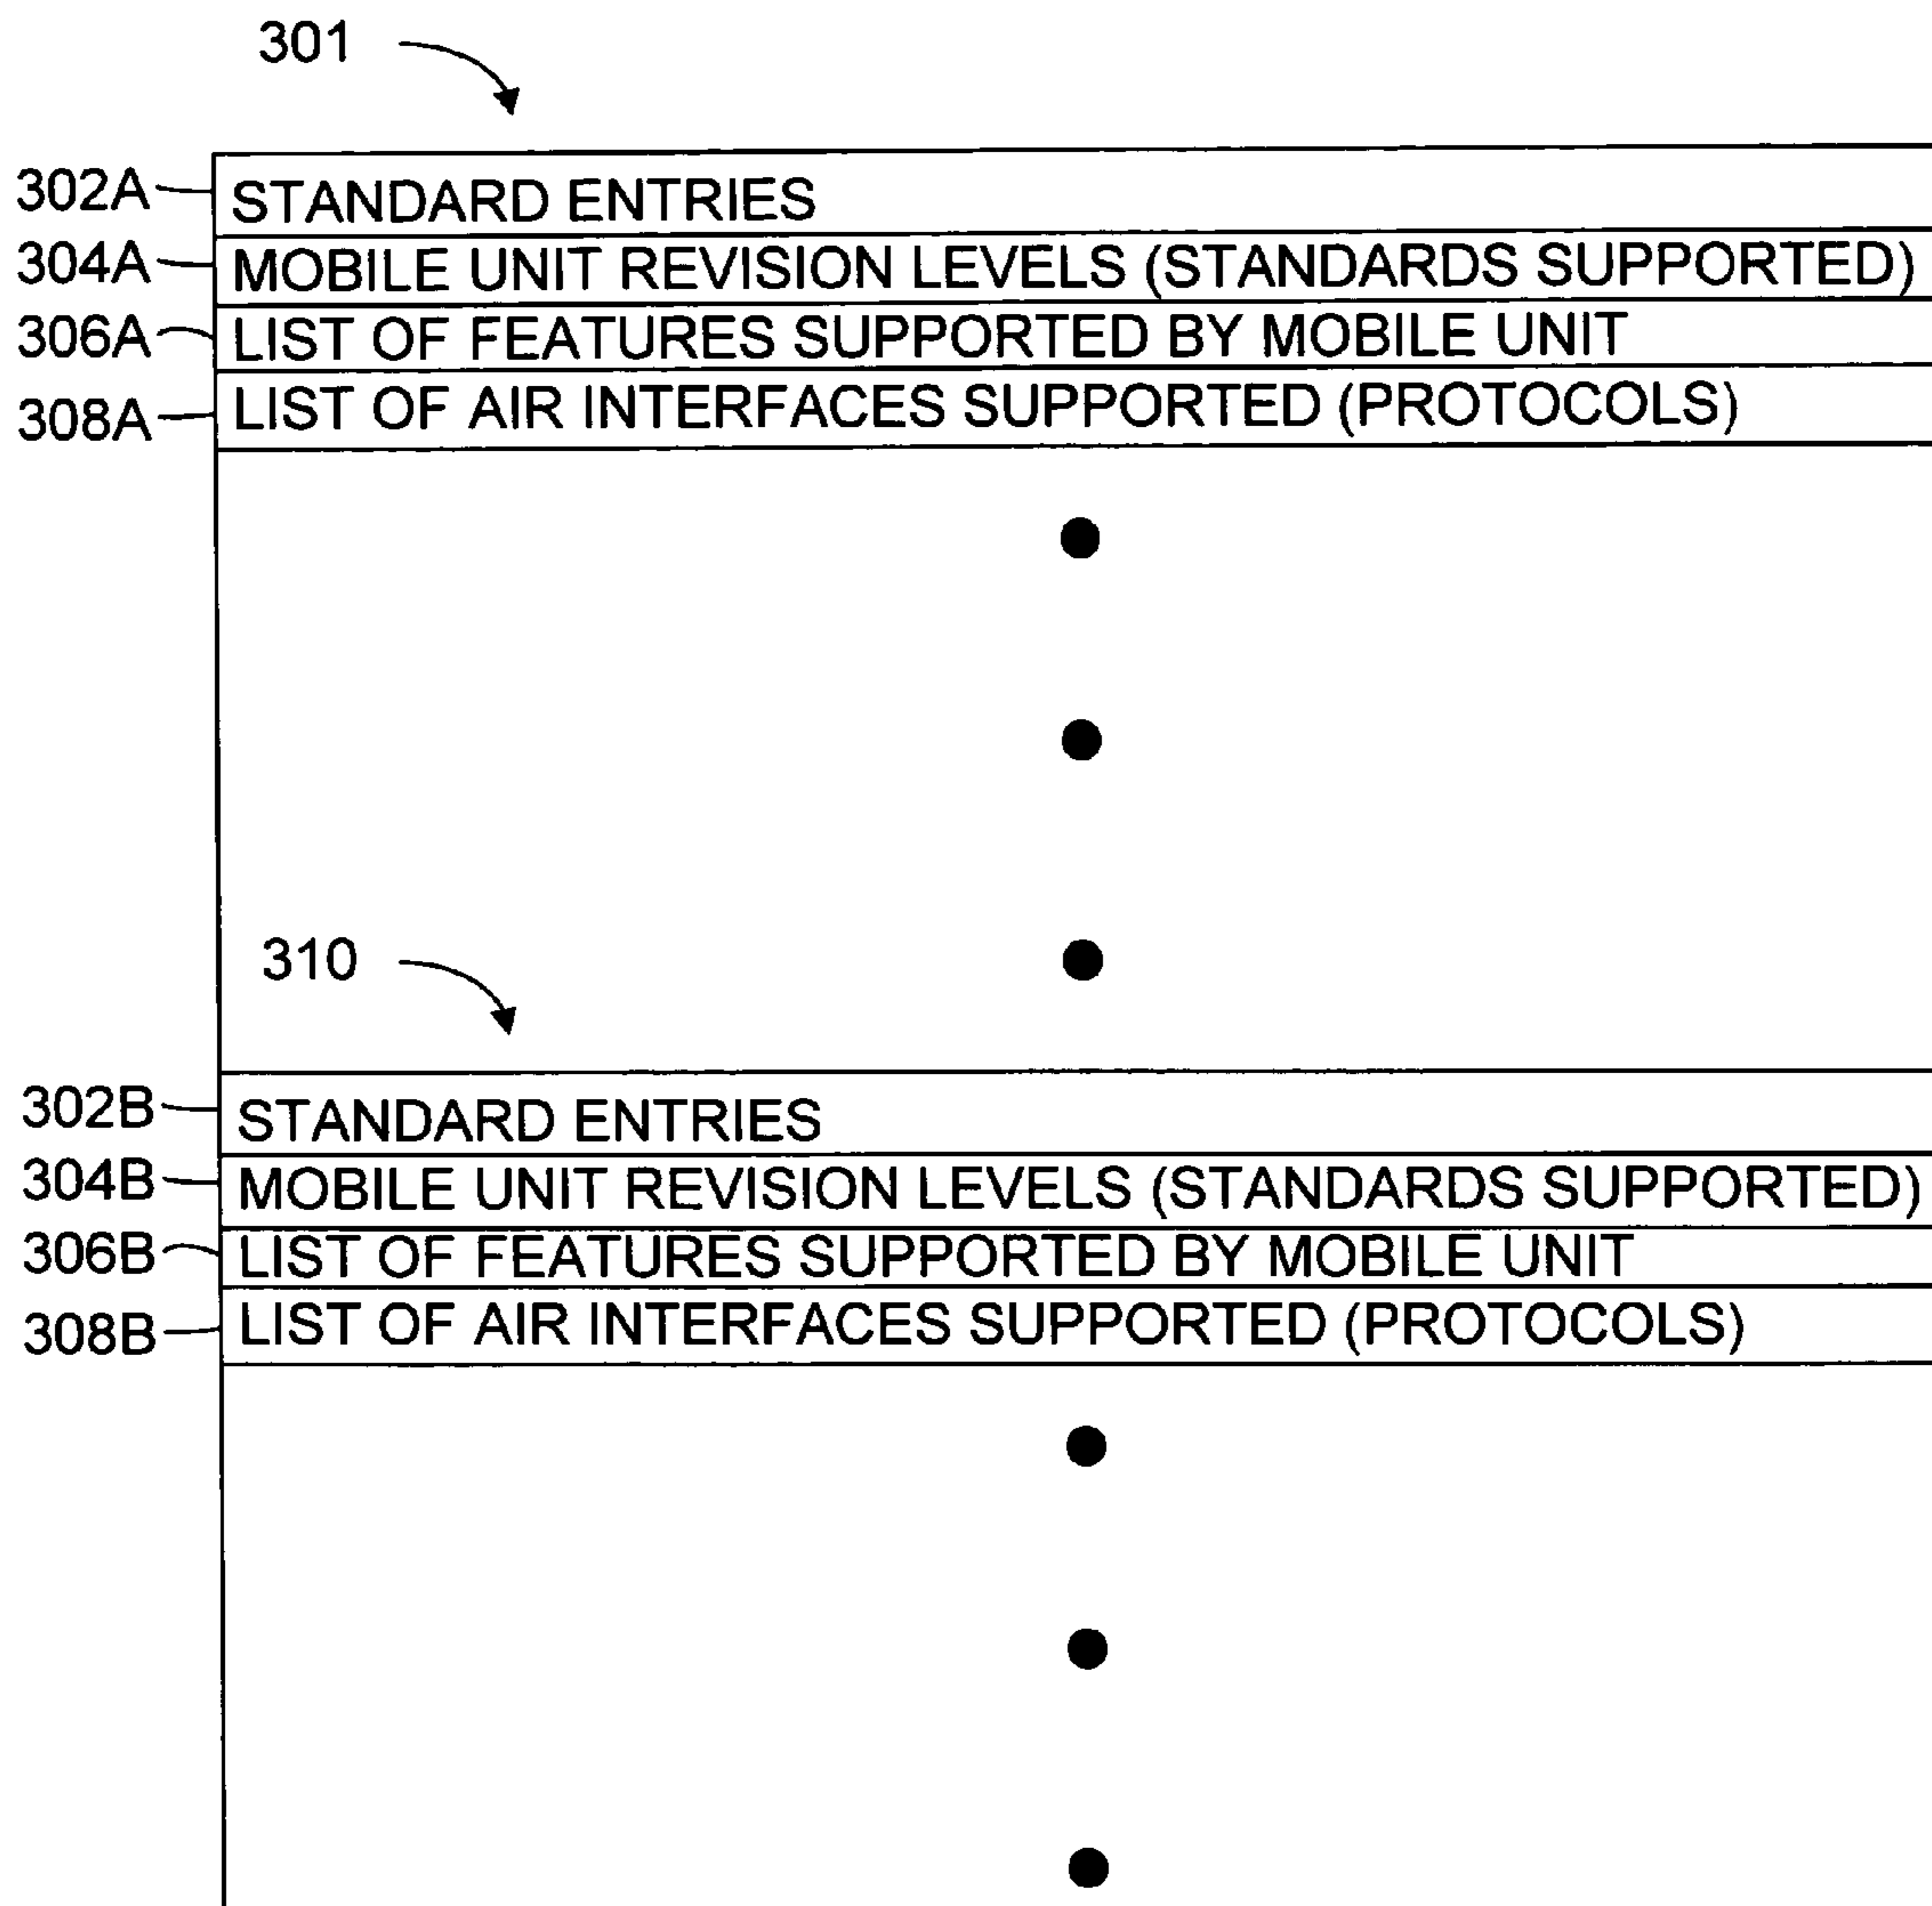 301
302A STANDARD ENTRIES
304A MOBILE UNIT REVISION LEVELS (STANDARDS SUPPORTED)
306A LIST OF FEATURES SUPPORTED BY MOBILE UNIT
308A LIST OF AIR INTERFACES SUPPORTED (PROTOCOLS)
310
302B STANDARD ENTRIES
304B MOBILE UNIT REVISION LEVELS (STANDARDS SUPPORTED)
306B LIST OF FEATURES SUPPORTED BY MOBILE UNIT
308B LIST OF AIR INTERFACES SUPPORTED (PROTOCOLS)